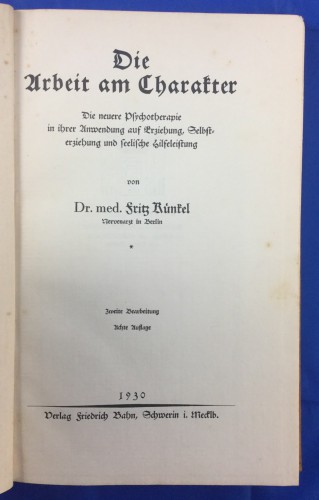 Die
Arbeit am Charakter
Die neuere Psychotherapie
in ihrer Anwendung auf Erziehung, Selbst-
erziehung und seelische Hilfeleistung
von
Dr. med. Fritz Künkel
Nervenarzt in Berlin
*
Zweite Bearbeitung
Achte Auflage
1930
Verlag Friedrich Bahn, Schwerin i. Mecklb.